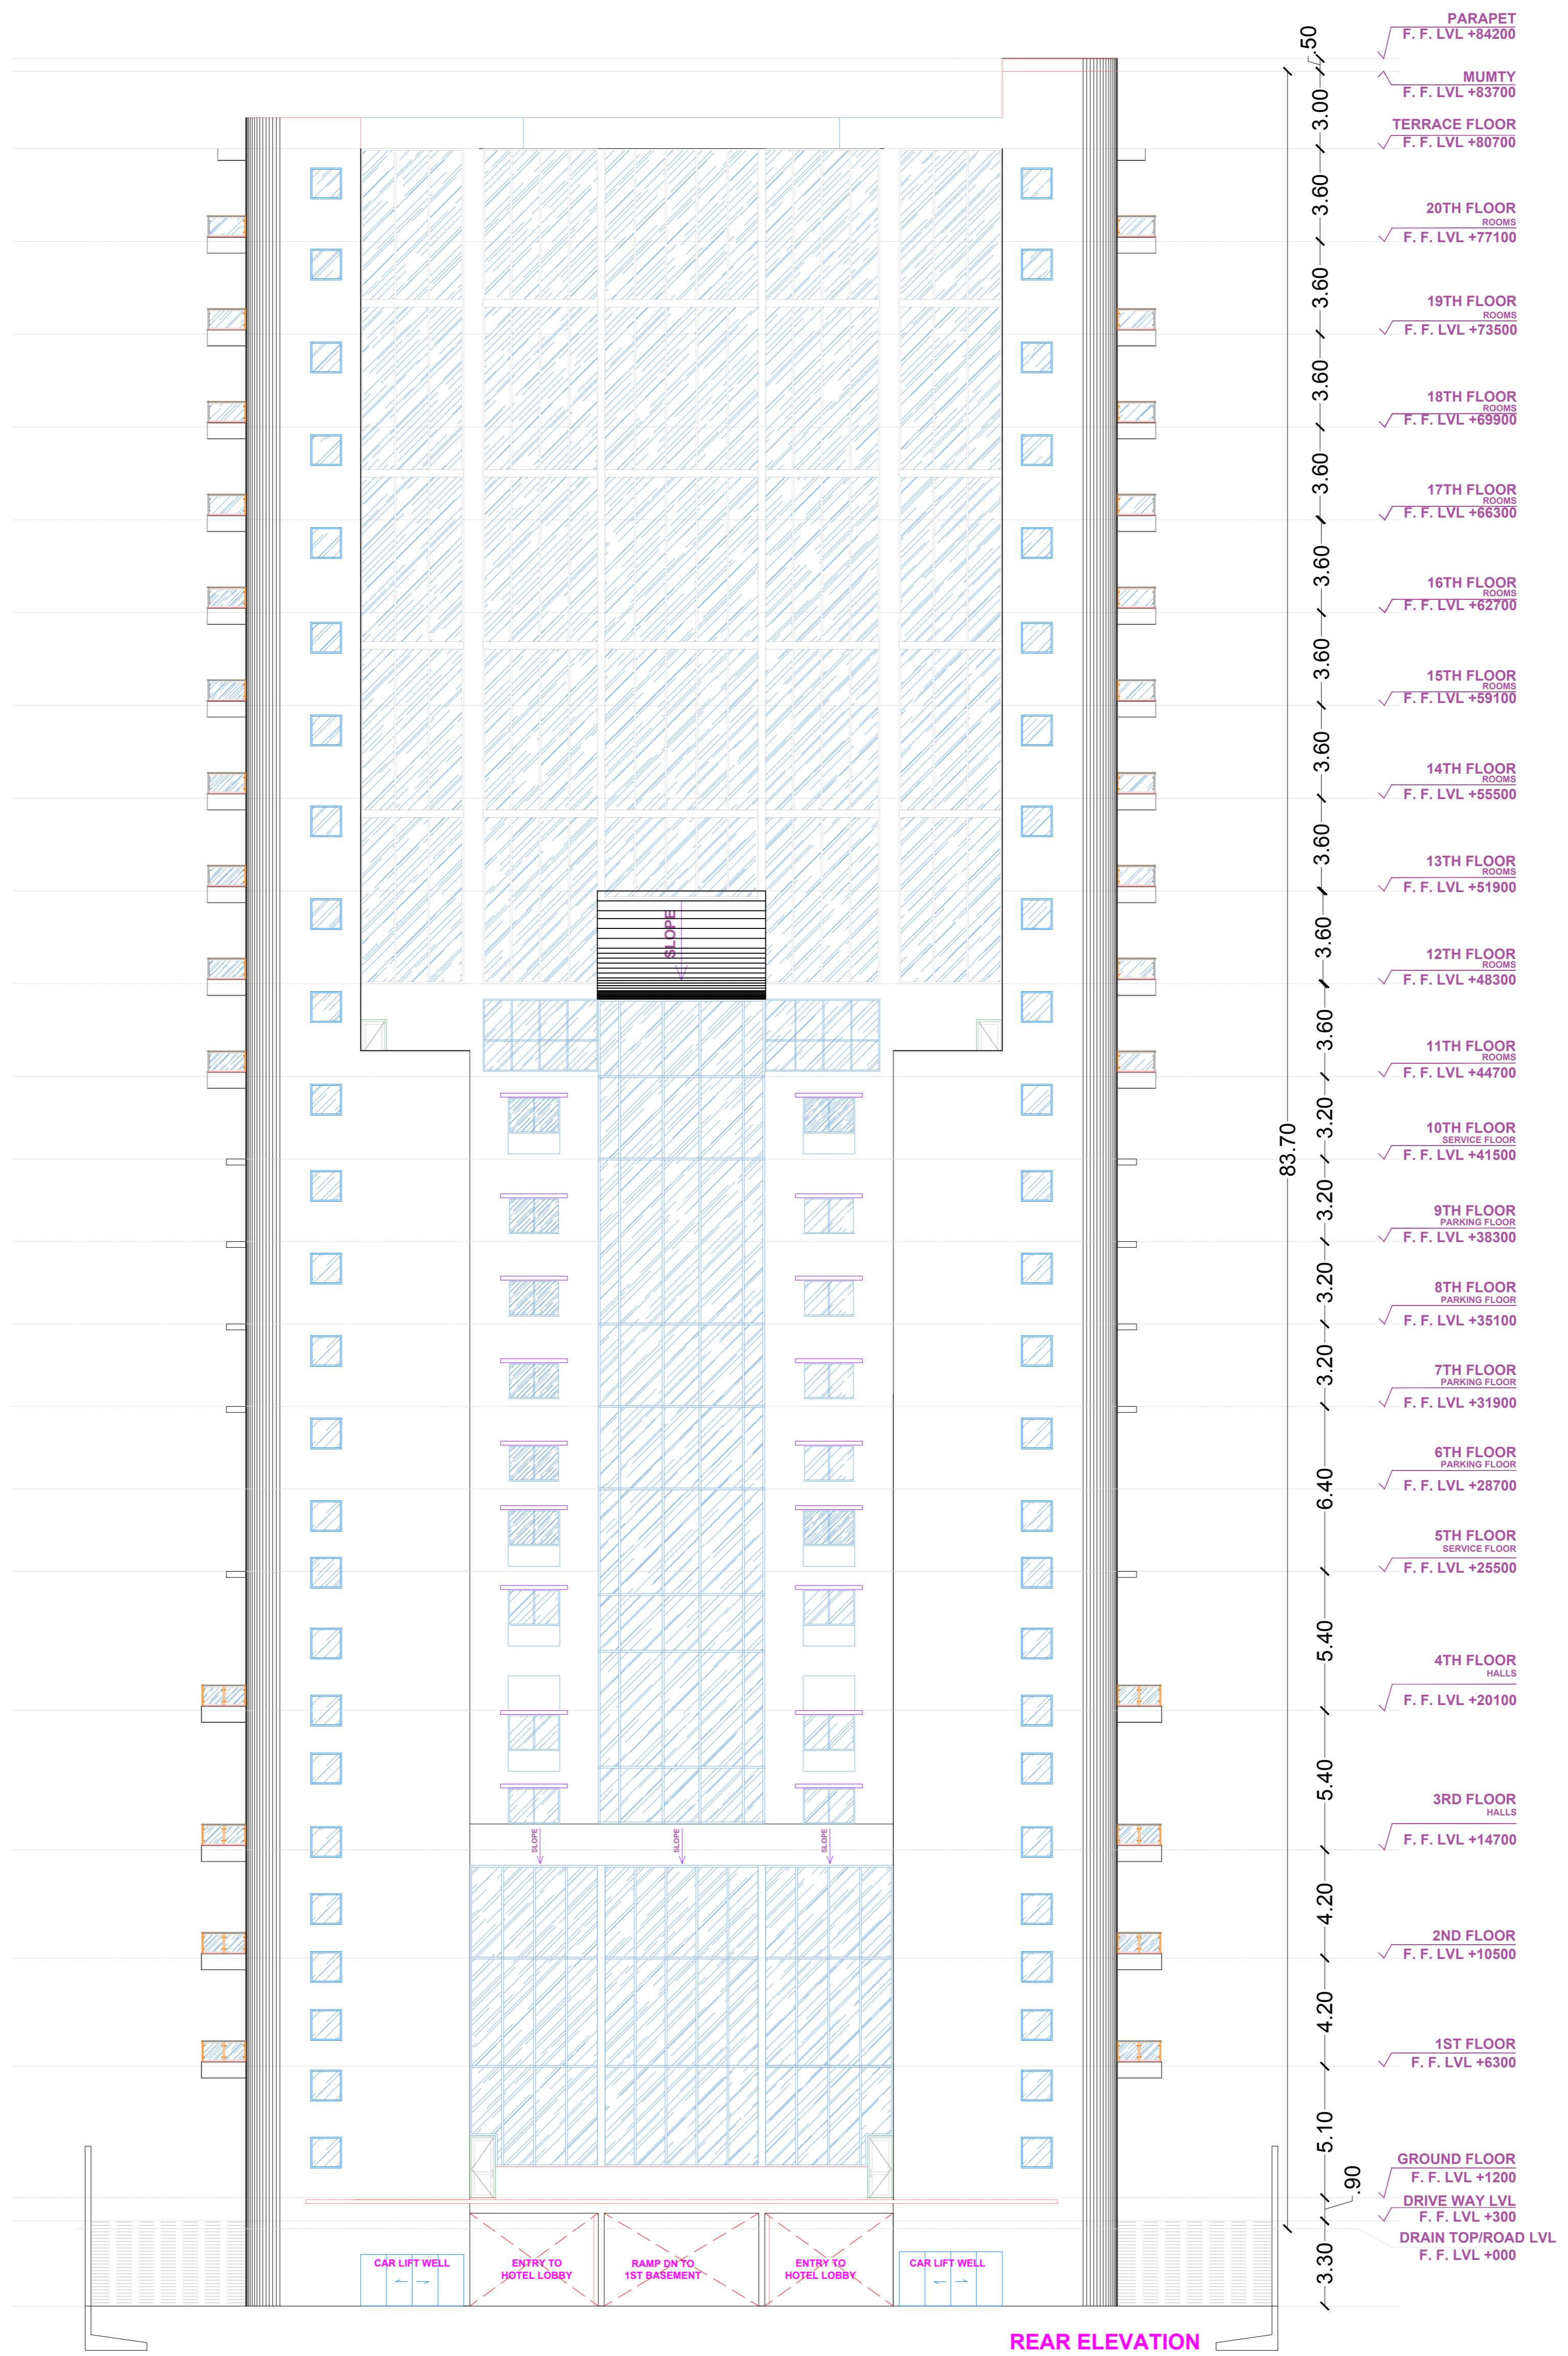 PARAPET
F. F. LVL +84200
.50
MUMTY
F. F. LVL +83700
3.00
TERRACE FLOOR
F. F. LVL +80700
3.60
20TH FLOOR
ROOMS
F. F. LVL +77100
3.60
19TH FLOOR
ROOMS
F. F. LVL +73500
3.60
18TH FLOOR
ROOMS
F. F. LVL +69900
3.60
17TH FLOOR
ROOMS
F. F. LVL +66300
3.60
16TH FLOOR
ROOMS
F. F. LVL +62700
3.60
15TH FLOOR
ROOMS
F. F. LVL +59100
3.60
14TH FLOOR
ROOMS
F. F. LVL +55500
3.60
13TH FLOOR
ROOMS
F. F. LVL +51900
SLOPE
3.60
12TH FLOOR
ROOMS
F. F. LVL +48300
3.60
11TH FLOOR
ROOMS
F. F. LVL +44700
3.20
83.70
10TH FLOOR
SERVICE FLOOR
F. F. LVL +41500
3.20
9TH FLOOR
PARKING FLOOR
F. F. LVL +38300
3.20
8TH FLOOR
PARKING FLOOR
F. F. LVL +35100
3.20
7TH FLOOR
PARKING FLOOR
F. F. LVL +31900
6.40
6TH FLOOR
PARKING FLOOR
F. F. LVL +28700
5TH FLOOR
SERVICE FLOOR
F. F. LVL +25500
5.40
4TH FLOOR
HALLS
F. F. LVL +20100
5.40
3RD FLOOR
HALLS
F. F. LVL +14700
SLOPE
SLOPE
SLOPE
4.20
2ND FLOOR
F. F. LVL +10500
4.20
1ST FLOOR
F. F. LVL +6300
5.10
GROUND FLOOR
F. F. LVL +1200
.90
DRIVE WAY LVL
F. F. LVL +300
DRAIN TOP/ROAD LVL
F. F. LVL +000
3.30
CAR LIFT WELL
ENTRY TO
HOTEL LOBBY
RAMP DN TO
1ST BASEMENT
ENTRY TO
HOTEL LOBBY
CAR LIFT WELL
REAR ELEVATION